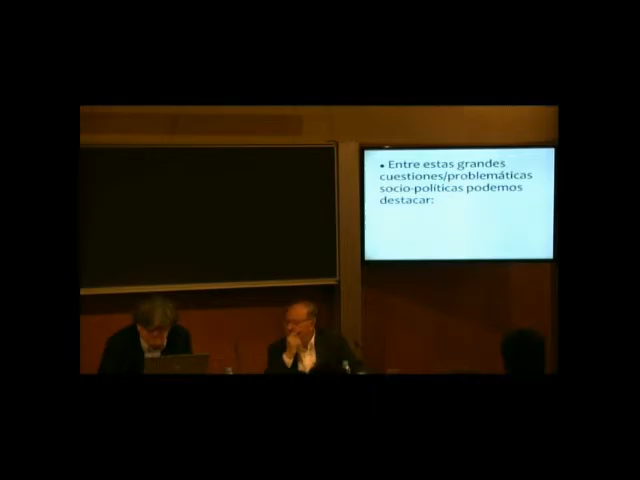 • Entre estas grandes
cuestiones/problemáticas
socio-políticas podemos
destacar: